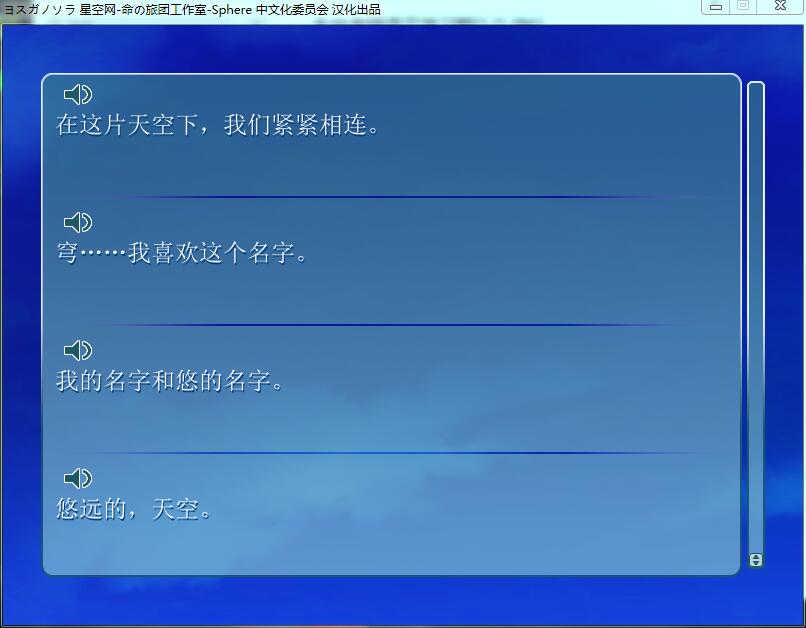 ヨスガノソラ 星空网-命の旅团工作室-Sphere 中文化委员会 汉化出品
在这片天空下，我们紧紧相连。
穹……我喜欢这个名字。
我的名字和悠的名字。
悠远的，天空。